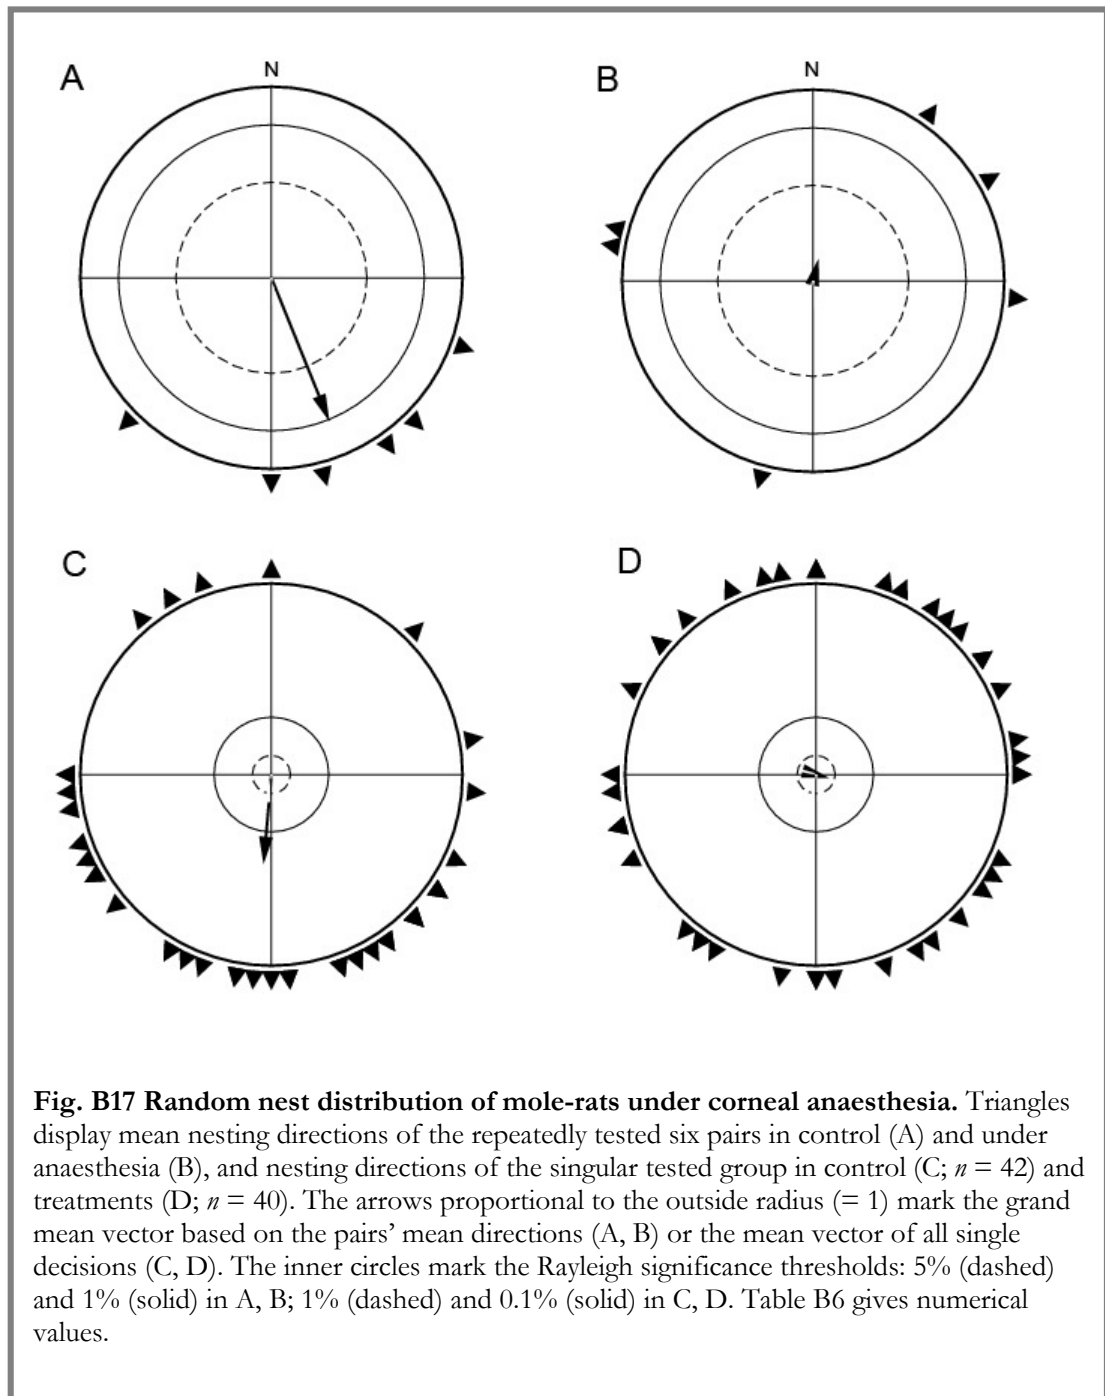 A
N
B
N
C
D
Fig. B17 Random nest distribution of mole-rats under corneal anaesthesia. Triangles
display mean nesting directions of the repeatedly tested six pairs in control (A) and under
anaesthesia (B), and nesting directions of the singular tested group in control (C; n = 42) and
treatments (D; n = 40). The arrows proportional to the outside radius (= 1) mark the grand
mean vector based on the pairs’ mean directions (A, B) or the mean vector of all single
decisions (C, D). The inner circles mark the Rayleigh significance thresholds: 5% (dashed)
and 1% (solid) in A, B; 1% (dashed) and 0.1% (solid) in C, D. Table B6 gives numerical
values.